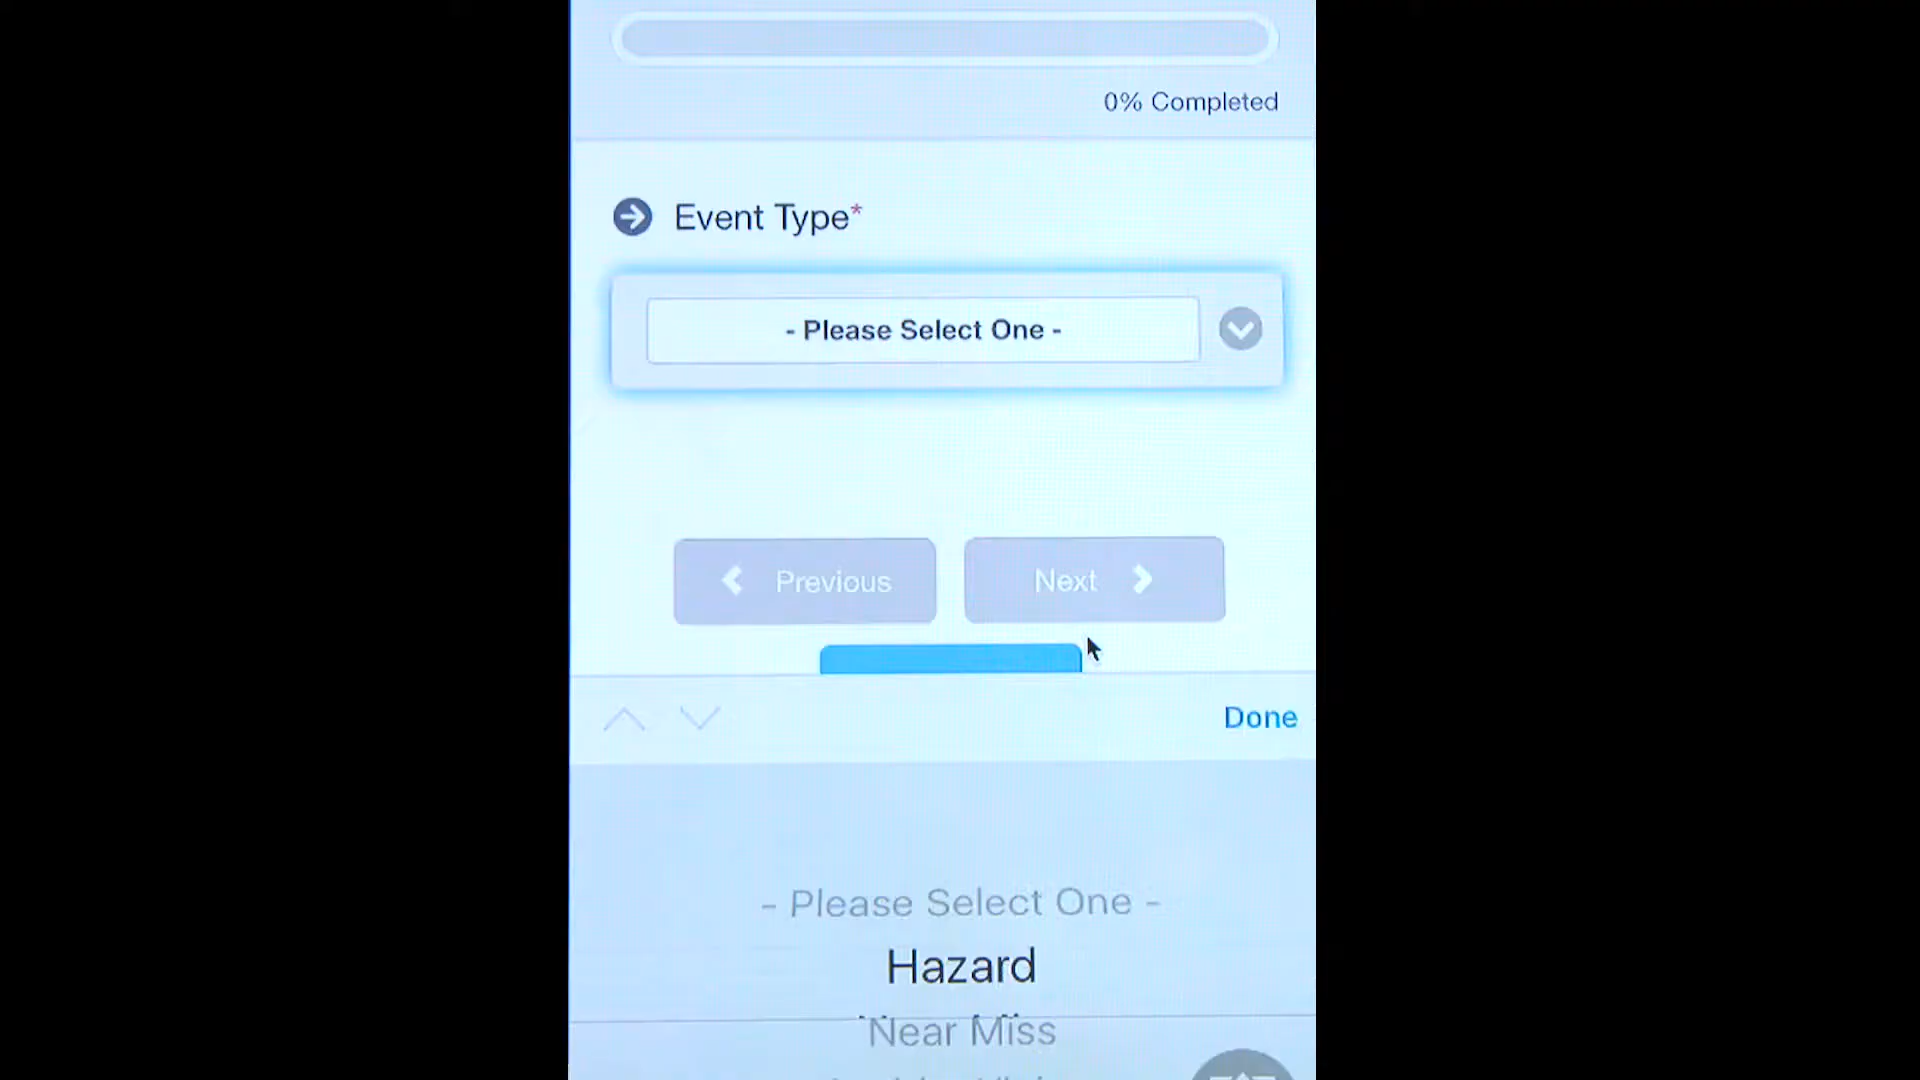 0% Completed
Event Type*
- Please Select One -
Previous
Next
Done
- Please Select One -
Hazard
Near Miss